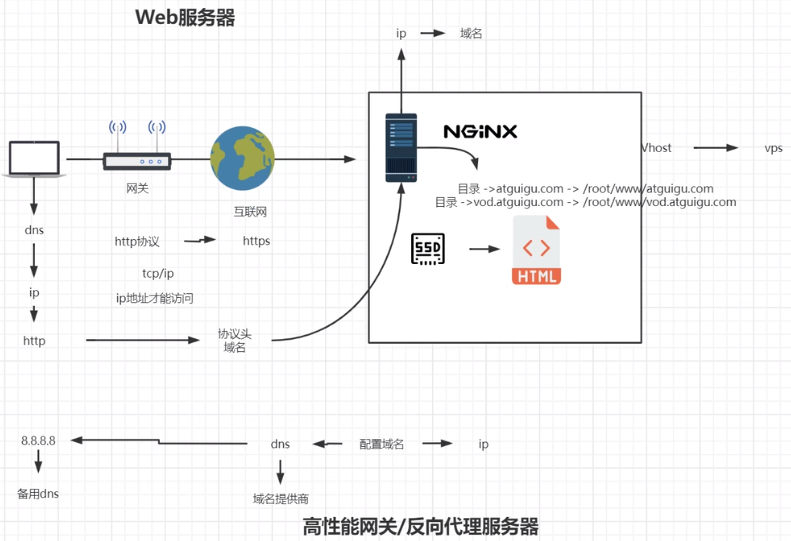 Web服务器
ip
域名
NGINX
Vhost
vps
网关
互联网
目录 ->atguigu.com -> /root/www/atguigu.com
目录 ->vod.atguigu.com -> /root/www/vod.atguigu.com
dns
http协议
https
SSD
HTML
tcp/ip
ip
ip地址才能访问
http
协议头
域名
8.8.8.8
dns
配置域名
ip
备用dns
域名提供商
高性能网关/反向代理服务器